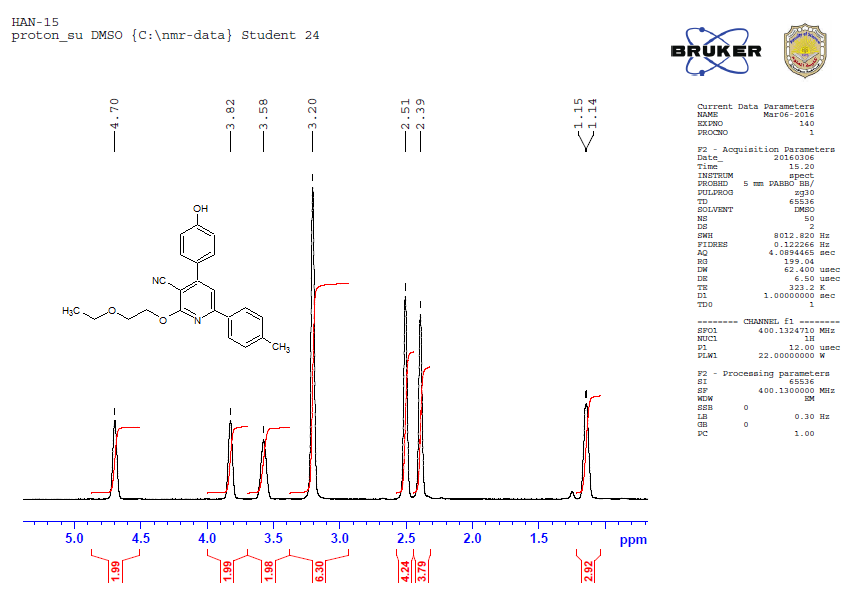 HAN-15
proton_su DMSO {C:\nmr-data} Student 24
BRUKER
4.70
3.82
3.58
3.20
2.51
2.39
1.15
1.14
OH
NC
H3C
O
O
N
CH3
5.0
4.5
4.0
3.5
3.0
2.5
2.0
1.5
ppm
1.99
1.99
1.98
6.30
4.24
3.79
2.92
Current Data Parameters
NAME Mar06-2016
EXPNO 140
PROCNO 1
F2 - Acquisition Parameters
Date_ 20160306
Time 15.20
INSTRUM spect
PROBHD 5 mm PABBO BB/
PULPROG zg30
TD 65536
SOLVENT DMSO
NS 50
DS 2
SWH 8012.820 Hz
FIDRES 0.122266 Hz
AQ 4.0894465 sec
RG 199.04
DW 62.400 usec
DE 6.50 usec
TE 323.2 K
D1 1.00000000 sec
TD0 1
======== CHANNEL f1 ========
SFO1 400.1324710 MHz
NUC1 1H
P1 12.00 usec
PLW1 22.00000000 W
F2 - Processing parameters
SI 65536
SF 400.1300000 MHz
WDW EM
SSB 0
LB 0.30 Hz
GB 0
PC 1.00